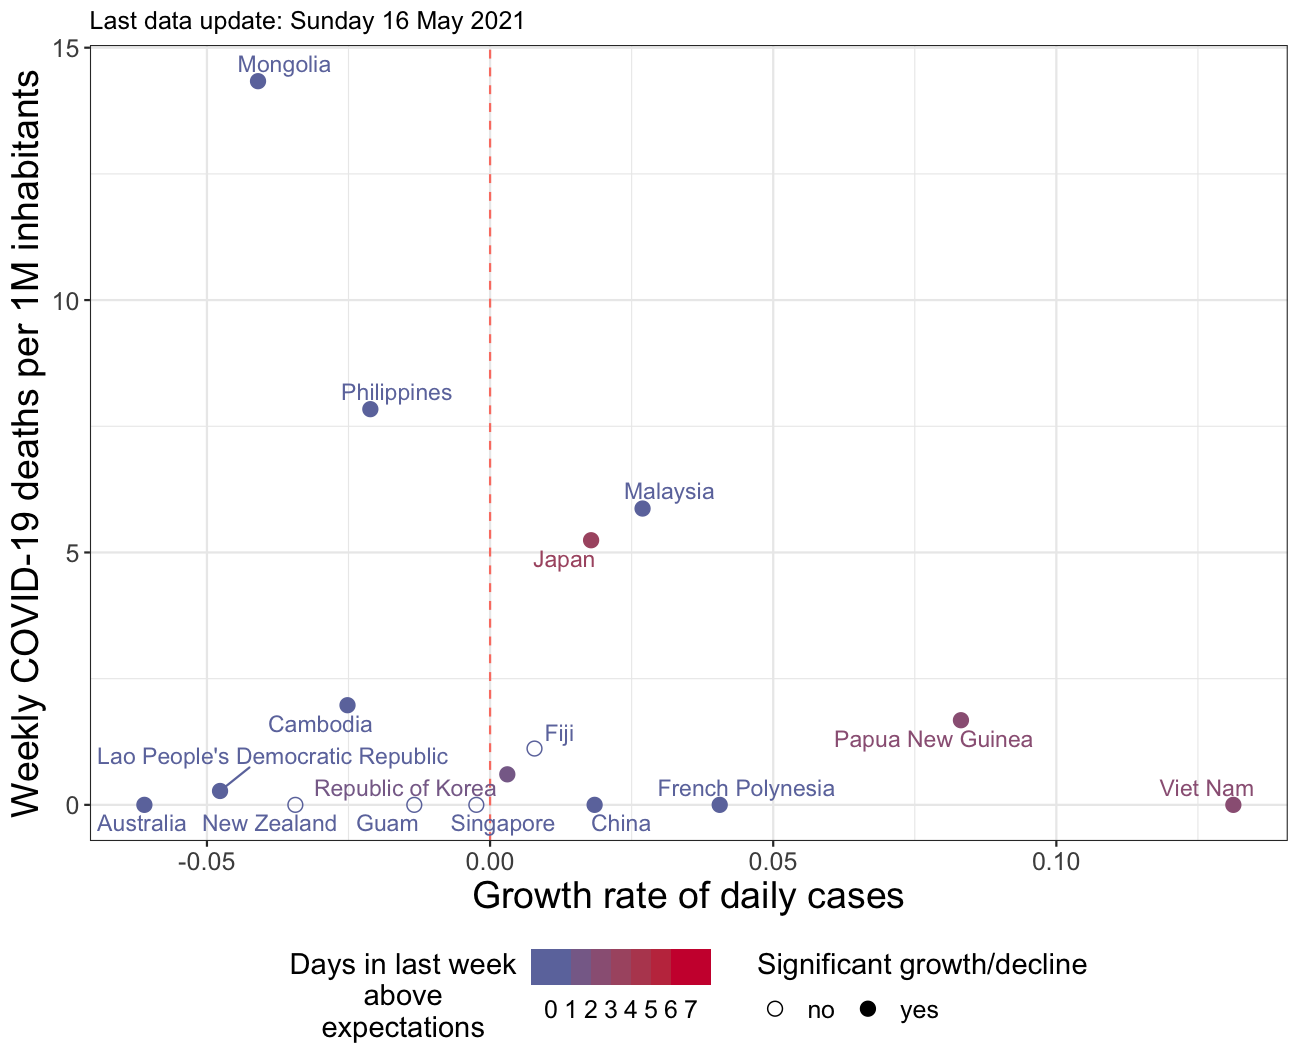 Last data update: Sunday 16 May 2021
Weekly COVID-19 deaths per 1M inhabitants
15
10
5
0
Mongolia
Philippines
Malaysia
Japan
Cambodia
Fiji
Papua New Guinea
Lao People's Democratic Republic
Republic of Korea
French Polynesia
Viet Nam
Australia
New Zealand
Guam
Singapore
China
-0.05
0.00
0.05
0.10
Growth rate of daily cases
Days in last week
above
expectations
0 1 2 3 4 5 6 7
Significant growth/decline
no
yes